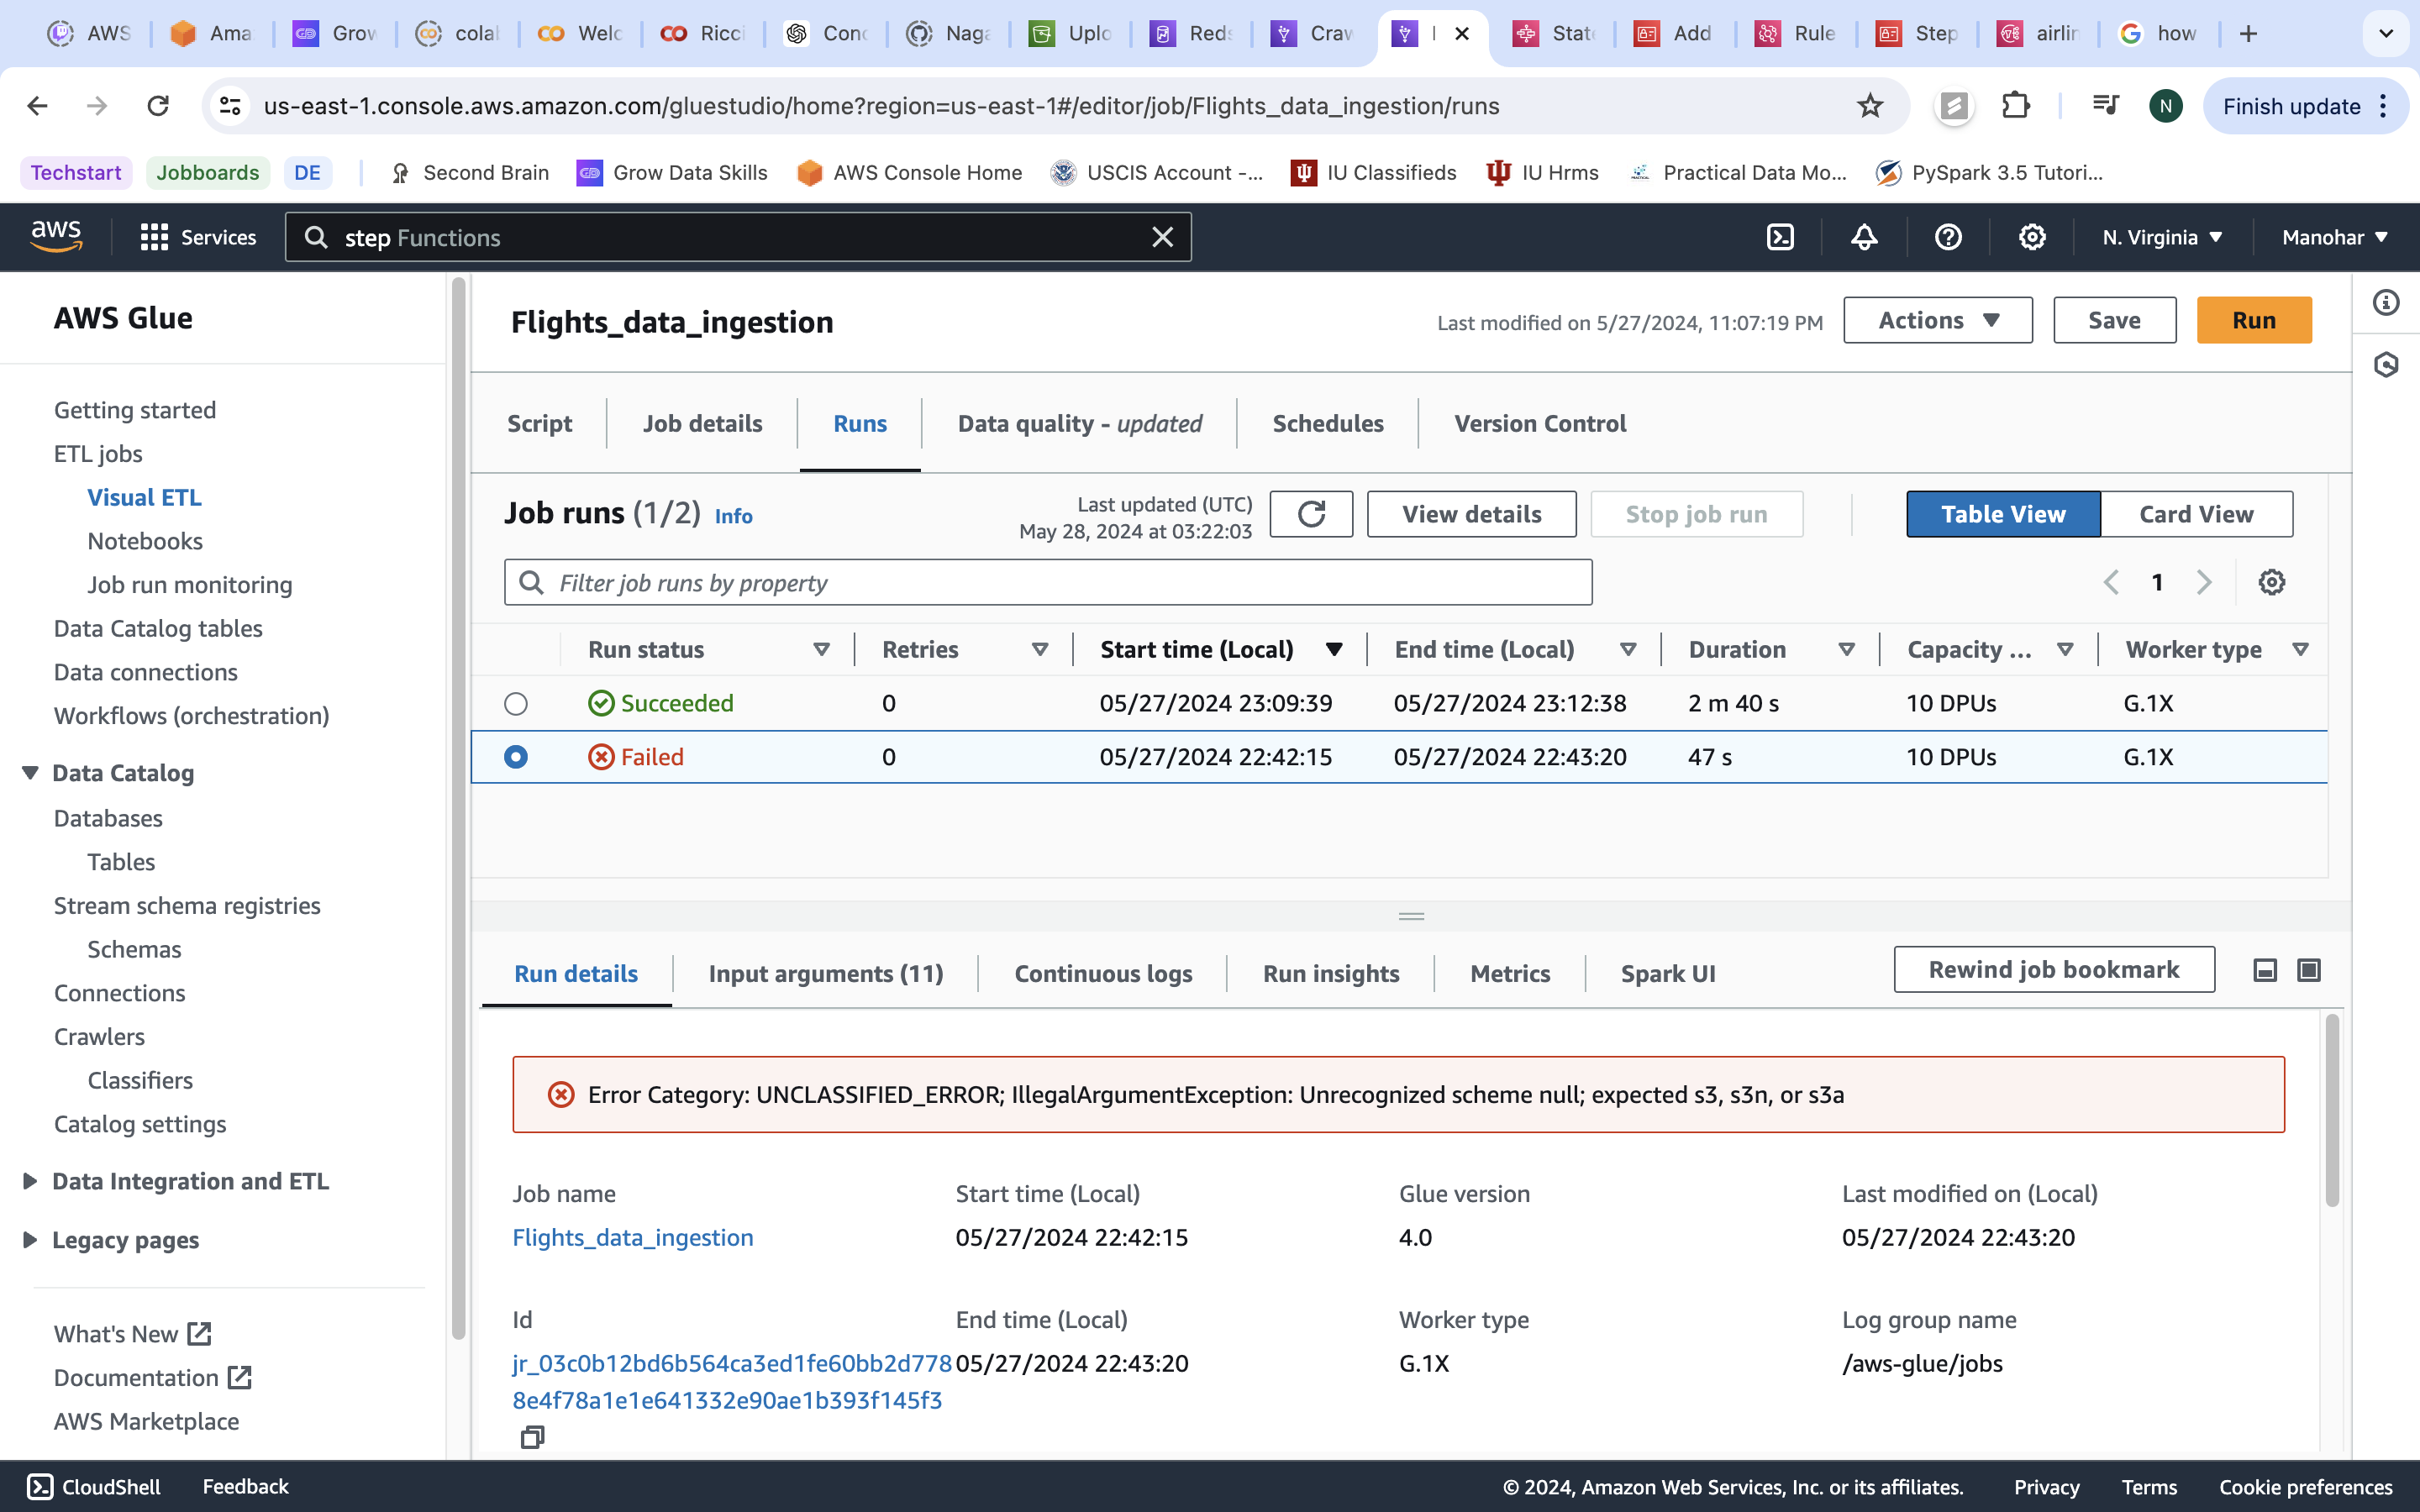 AWS
Ama
Grow
colal
Welc
Ricci
Conc
Naga
Uplo
Reds
Craw
State
Add
Rule
Step
airlin
how
us-east-1.console.aws.amazon.com/gluestudio/home?region=us-east-1#/editor/job/Flights_data_ingestion/runs
N
Finish update
Techstart
Jobboards
DE
Second Brain
Grow Data Skills
AWS Console Home
USCIS Account -...
IU Classifieds
IU Hrms
Practical Data Mo...
PySpark 3.5 Tutori...
aws
Services
step Functions
N. Virginia
Manohar
AWS Glue
Getting started
ETL jobs
Visual ETL
Notebooks
Job run monitoring
Data Catalog tables
Data connections
Workflows (orchestration)
Data Catalog
Databases
Tables
Stream schema registries
Schemas
Connections
Crawlers
Classifiers
Catalog settings
Data Integration and ETL
Legacy pages
What's New
Documentation
AWS Marketplace
Flights_data_ingestion
Last modified on 5/27/2024, 11:07:19 PM
Actions
Save
Run
Script
Job details
Runs
Data quality - updated
Schedules
Version Control
Job runs (1/2) Info
Last updated (UTC)
May 28, 2024 at 03:22:03
View details
Stop job run
Table View
Card View
Filter job runs by property
1
Run status Retries Start time (Local) End time (Local) Duration Capacity ... Worker type
Succeeded 0 05/27/2024 23:09:39 05/27/2024 23:12:38 2 m 40 s 10 DPUs G.1X
Failed 0 05/27/2024 22:42:15 05/27/2024 22:43:20 47 s 10 DPUs G.1X
Run details
Input arguments (11)
Continuous logs
Run insights
Metrics
Spark UI
Rewind job bookmark
Error Category: UNCLASSIFIED_ERROR; IllegalArgumentException: Unrecognized scheme null; expected s3, s3n, or s3a
Job name
Flights_data_ingestion
Start time (Local)
05/27/2024 22:42:15
Glue version
4.0
Last modified on (Local)
05/27/2024 22:43:20
Id
jr_03c0b12bd6b564ca3ed1fe60bb2d778
8e4f78a1e1e641332e90ae1b393f145f3
End time (Local)
05/27/2024 22:43:20
Worker type
G.1X
Log group name
/aws-glue/jobs
CloudShell
Feedback
© 2024, Amazon Web Services, Inc. or its affiliates.
Privacy
Terms
Cookie preferences